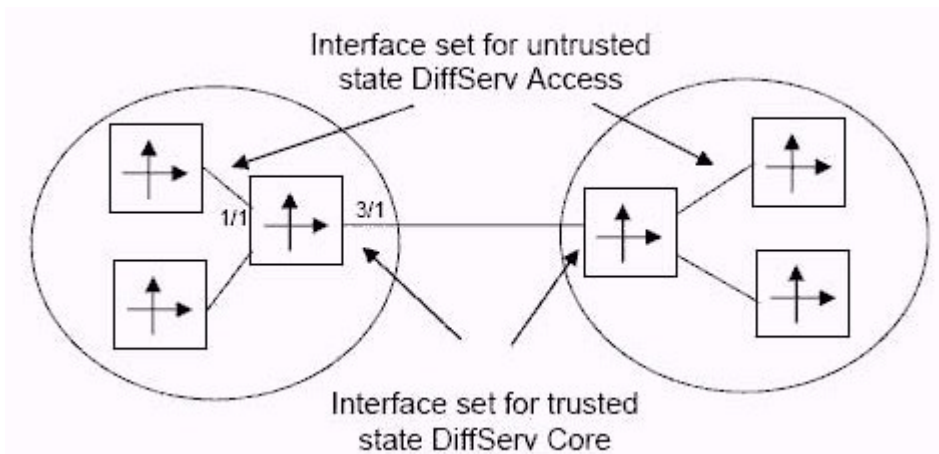 Interface set for untrusted
state DiffServ Access
1/1
3/1
Interface set for trusted
state DiffServ Core